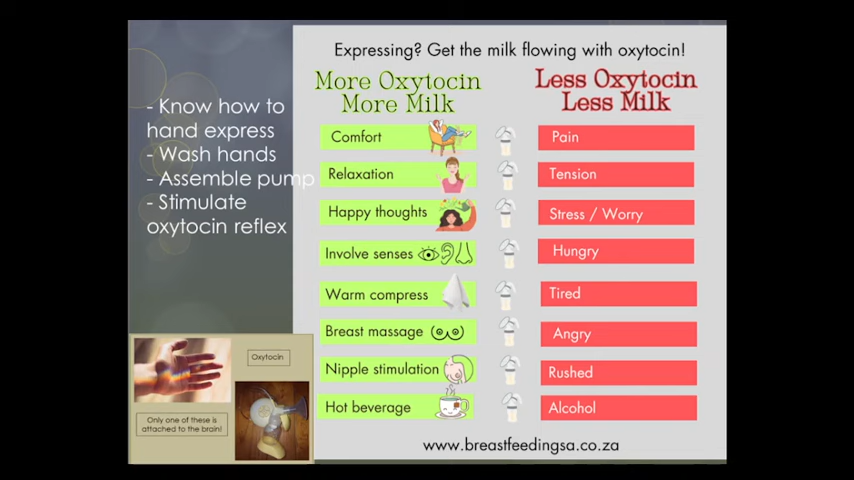 - Know how to
hand express
- Wash hands
- Assemble pump
- Stimulate
oxytocin reflex
Oxytocin
Only one of these is
attached to the brain!
Expressing? Get the milk flowing with oxytocin!
More Oxytocin
More Milk
Less Oxytocin
Less Milk
Comfort
Pain
Relaxation
Tension
Happy thoughts
Stress / Worry
Involve senses
Hungry
Warm compress
Tired
Breast massage
Angry
Nipple stimulation
Rushed
Hot beverage
Alcohol
www.breastfeedingsa.co.za